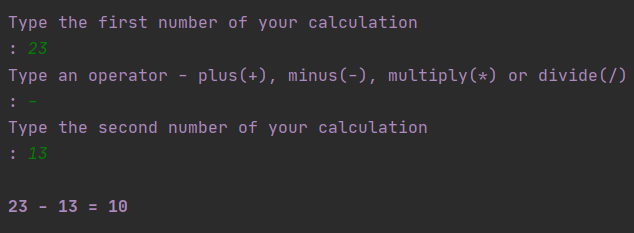 Type the first number of your calculation
: 23
Type an operator - plus(+), minus(-), multiply(*) or divide(/)
: -
Type the second number of your calculation
: 13
23 - 13 = 10